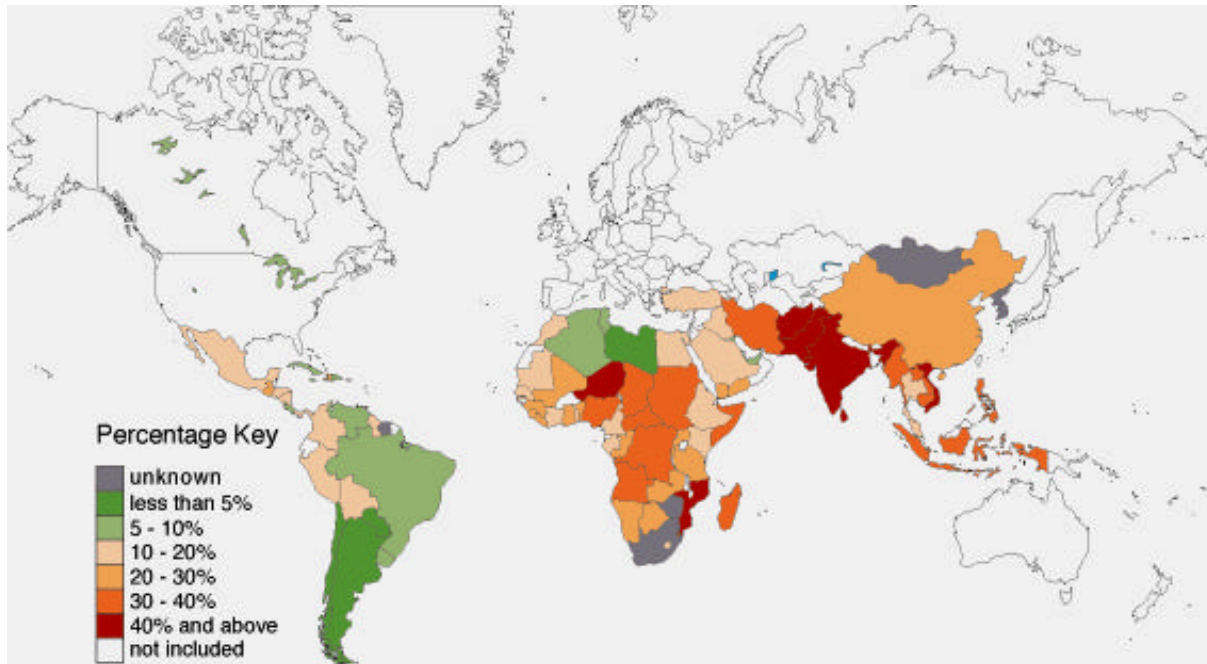 Percentage Key
unknown
less than 5%
5 - 10%
10 - 20%
20 - 30%
30 - 40%
40% and above
not included